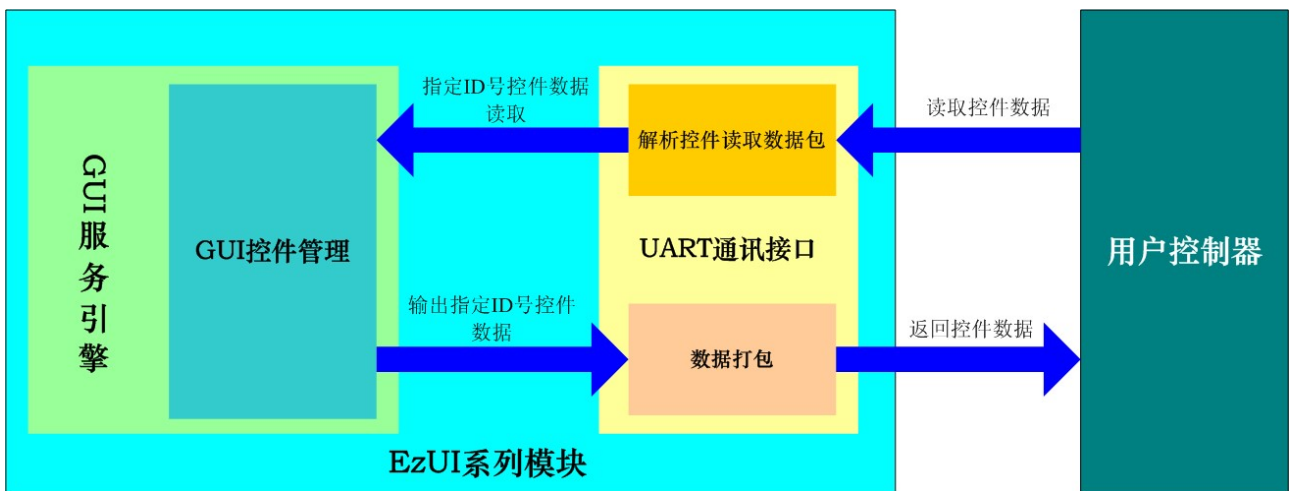 指定ID号控件数据
读取
读取控件数据
解析控件读取数据包
GUI服务引擎
GUI控件管理
UART通讯接口
用户控制器
输出指定ID号控件
数据
返回控件数据
数据打包
EzUI系列模块